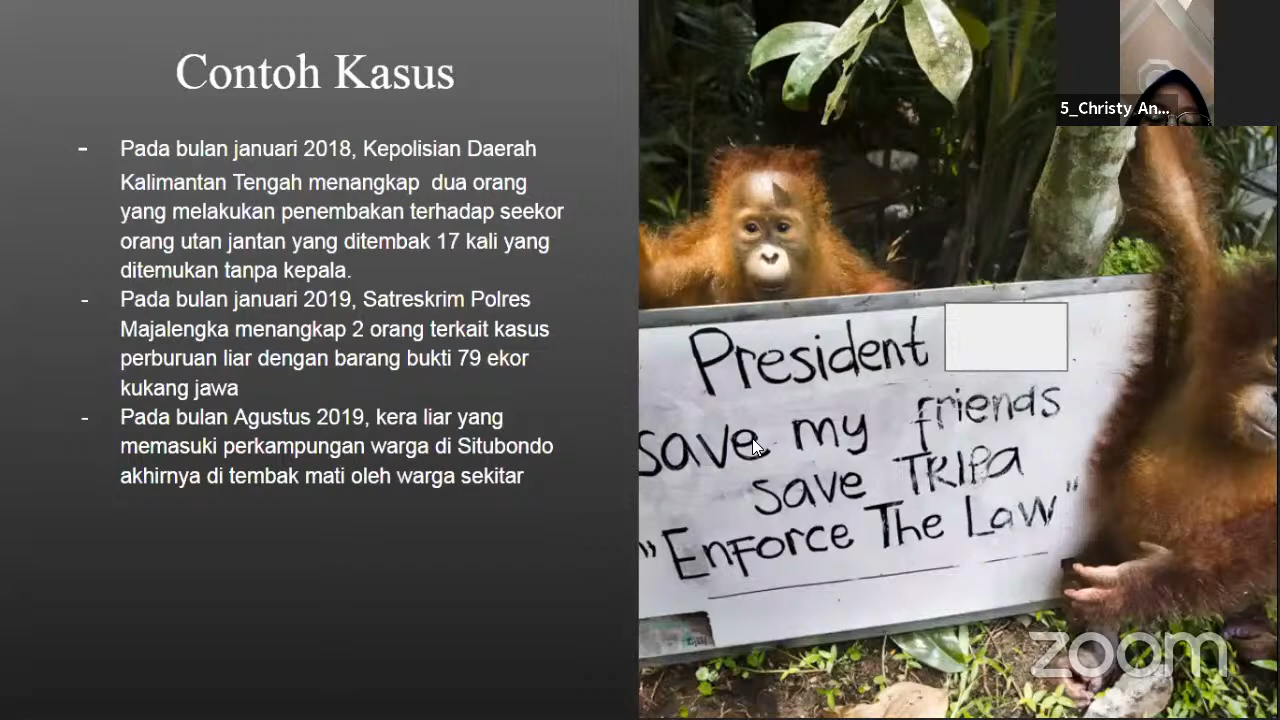 Contoh Kasus
- Pada bulan januari 2018, Kepolisian Daerah
Kalimantan Tengah menangkap dua orang
yang melakukan penembakan terhadap seekor
orang utan jantan yang ditembak 17 kali yang
ditemukan tanpa kepala.
- Pada bulan januari 2019, Satreskrim Polres
Majalengka menangkap 2 orang terkait kasus
perburuan liar dengan barang bukti 79 ekor
kukang jawa
- Pada bulan Agustus 2019, kera liar yang
memasuki perkampungan warga di Situbondo
akhirnya di tembak mati oleh warga sekitar
5_Christy An...
President
save my friends
save TRIPA
"Enforce The Law"
zoom